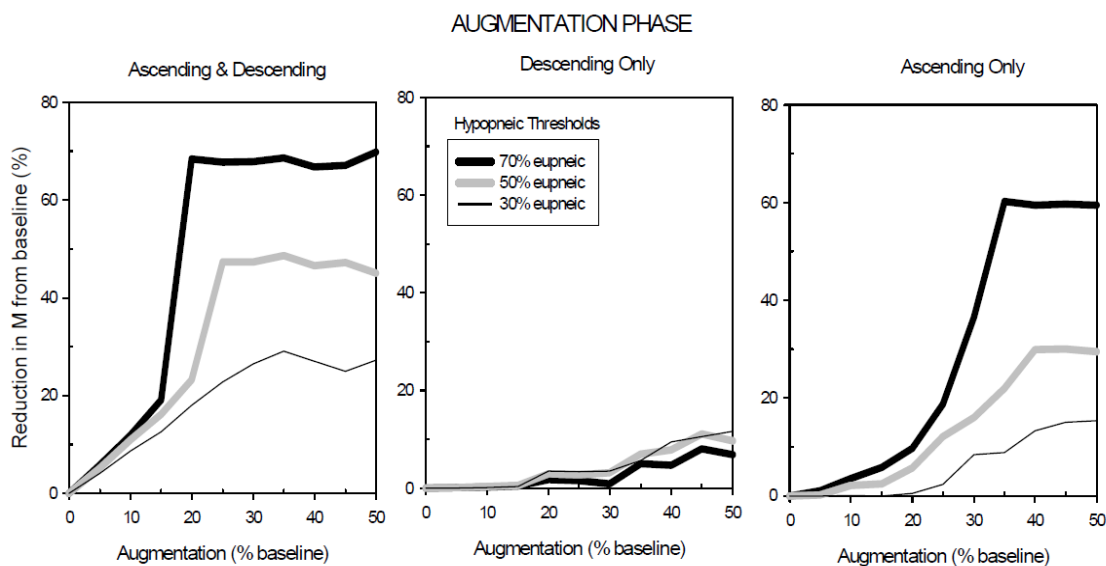 AUGMENTATION PHASE
Ascending & Descending
Descending Only
Ascending Only
Reduction in M from baseline (%)
80
60
40
20
0
0 10 20 30 40 50
Augmentation (% baseline)
80
60
40
20
0
Hypopneic Thresholds
70% eupneic
50% eupneic
30% eupneic
0 10 20 30 40 50
Augmentation (% baseline)
80
60
40
20
0
0 10 20 30 40 50
Augmentation (% baseline)